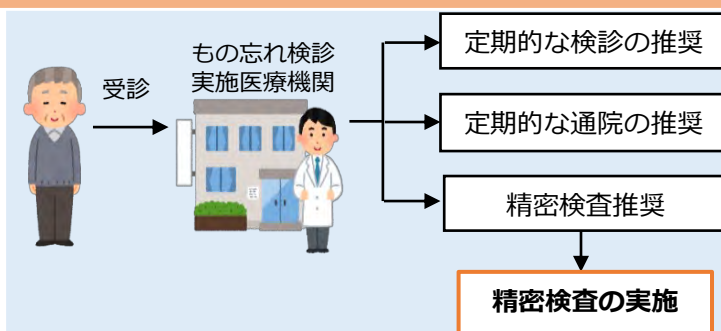 受診
もの忘れ検診
実施医療機関
定期的な検診の推奨
定期的な通院の推奨
精密検査推奨
精密検査の実施